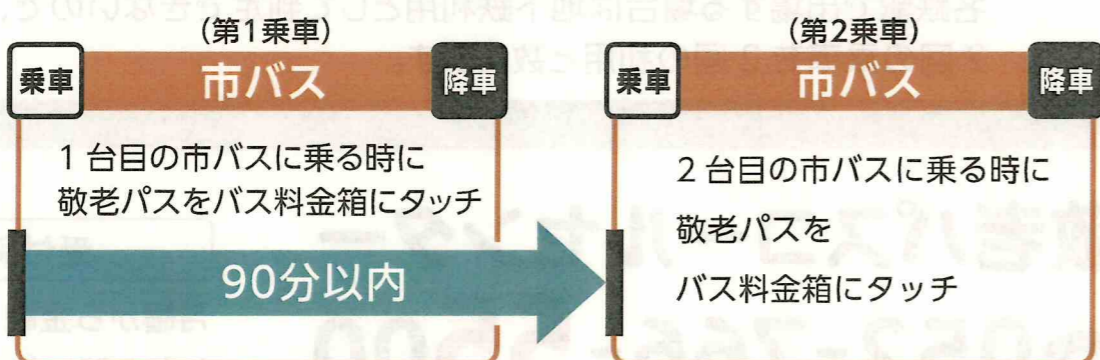 (第1乗車)
乗車 市バス 降車
1台目の市バスに乗る時に
敬老パスをバス料金箱にタッチ
90分以内
(第2乗車)
乗車 市バス 降車
2台目の市バスに乗る時に
敬老パスを
バス料金箱にタッチ